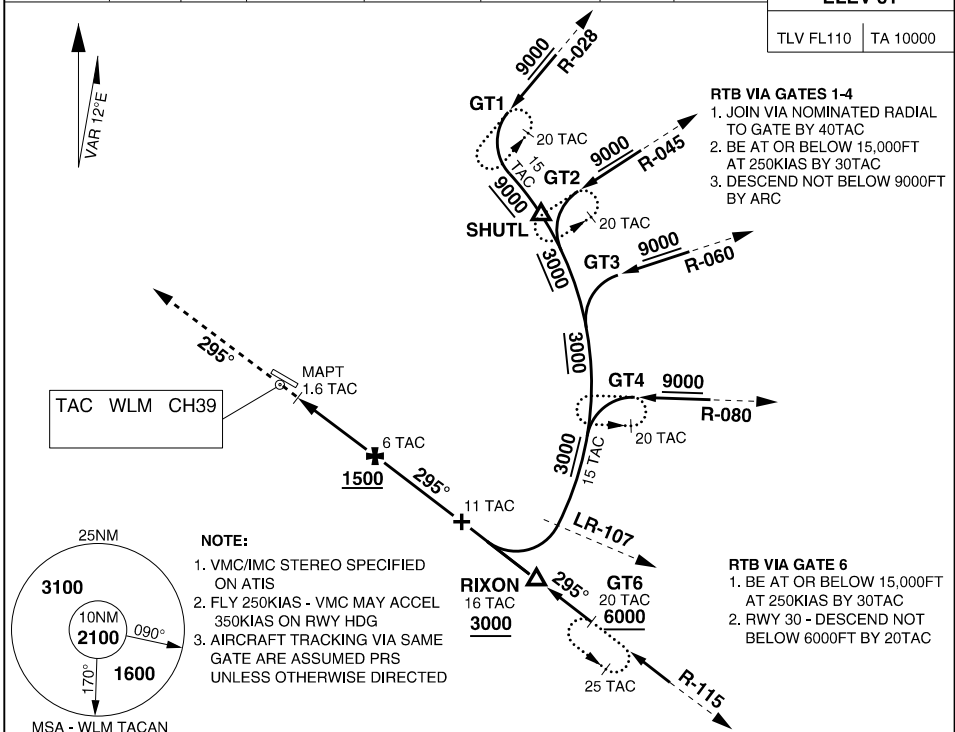 ELEV 31
TLV FL110 TA 10000
VAR 12°E
9000
R-028
GT1
20 TAC
15 TAC
9000
GT2
9000
R-045
SHUTL
20 TAC
RTB VIA GATES 1-4
1. JOIN VIA NOMINATED RADIAL
TO GATE BY 40TAC
2. BE AT OR BELOW 15,000FT
AT 250KIAS BY 30TAC
3. DESCEND NOT BELOW 9000FT
BY ARC
3000
GT3
9000
R-060
3000
295°
MAPT
1.6 TAC
TAC WLM CH39
GT4
9000
R-080
20 TAC
3000
15 TAC
6 TAC
1500
295°
11 TAC
LR-107
RIXON
16 TAC
3000
295°
GT6
20 TAC
6000
25 TAC
R-115
25NM
3100
10NM
2100
090°
170°
1600
MSA - WLM TACAN
NOTE:
1. VMC/IMC STEREO SPECIFIED
ON ATIS
2. FLY 250KIAS - VMC MAY ACCEL
350KIAS ON RWY HDG
3. AIRCRAFT TRACKING VIA SAME
GATE ARE ASSUMED PRS
UNLESS OTHERWISE DIRECTED
RTB VIA GATE 6
1. BE AT OR BELOW 15,000FT
AT 250KIAS BY 30TAC
2. RWY 30 - DESCEND NOT
BELOW 6000FT BY 20TAC